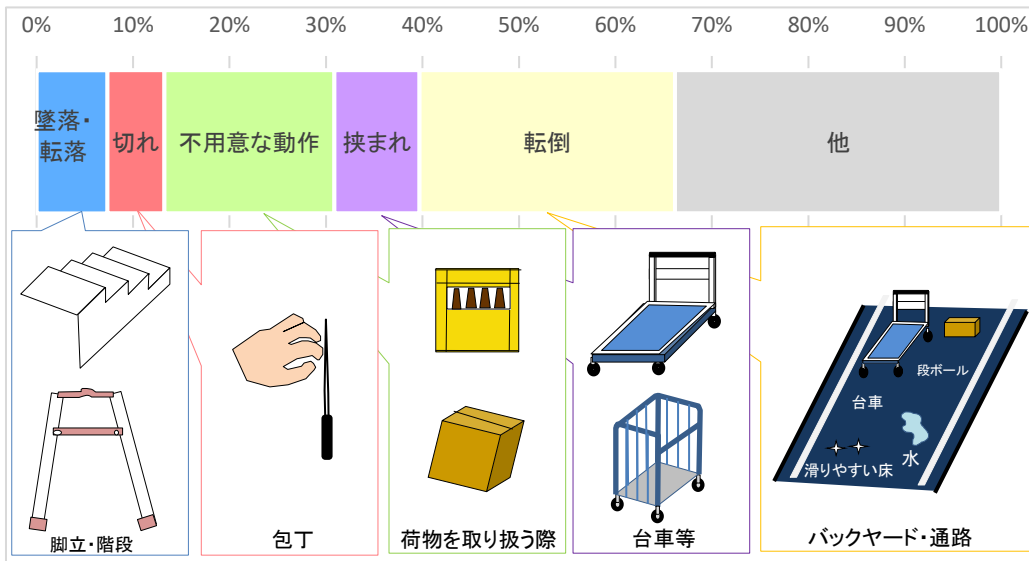 0% 10% 20% 30% 40% 50% 60% 70% 80% 90% 100%
墜落・
転落
切れ
不用意な動作
挟まれ
転倒
他
脚立・階段
包丁
荷物を取り扱う際
台車等
段ボール
台車
水
滑りやすい床
バックヤード・通路